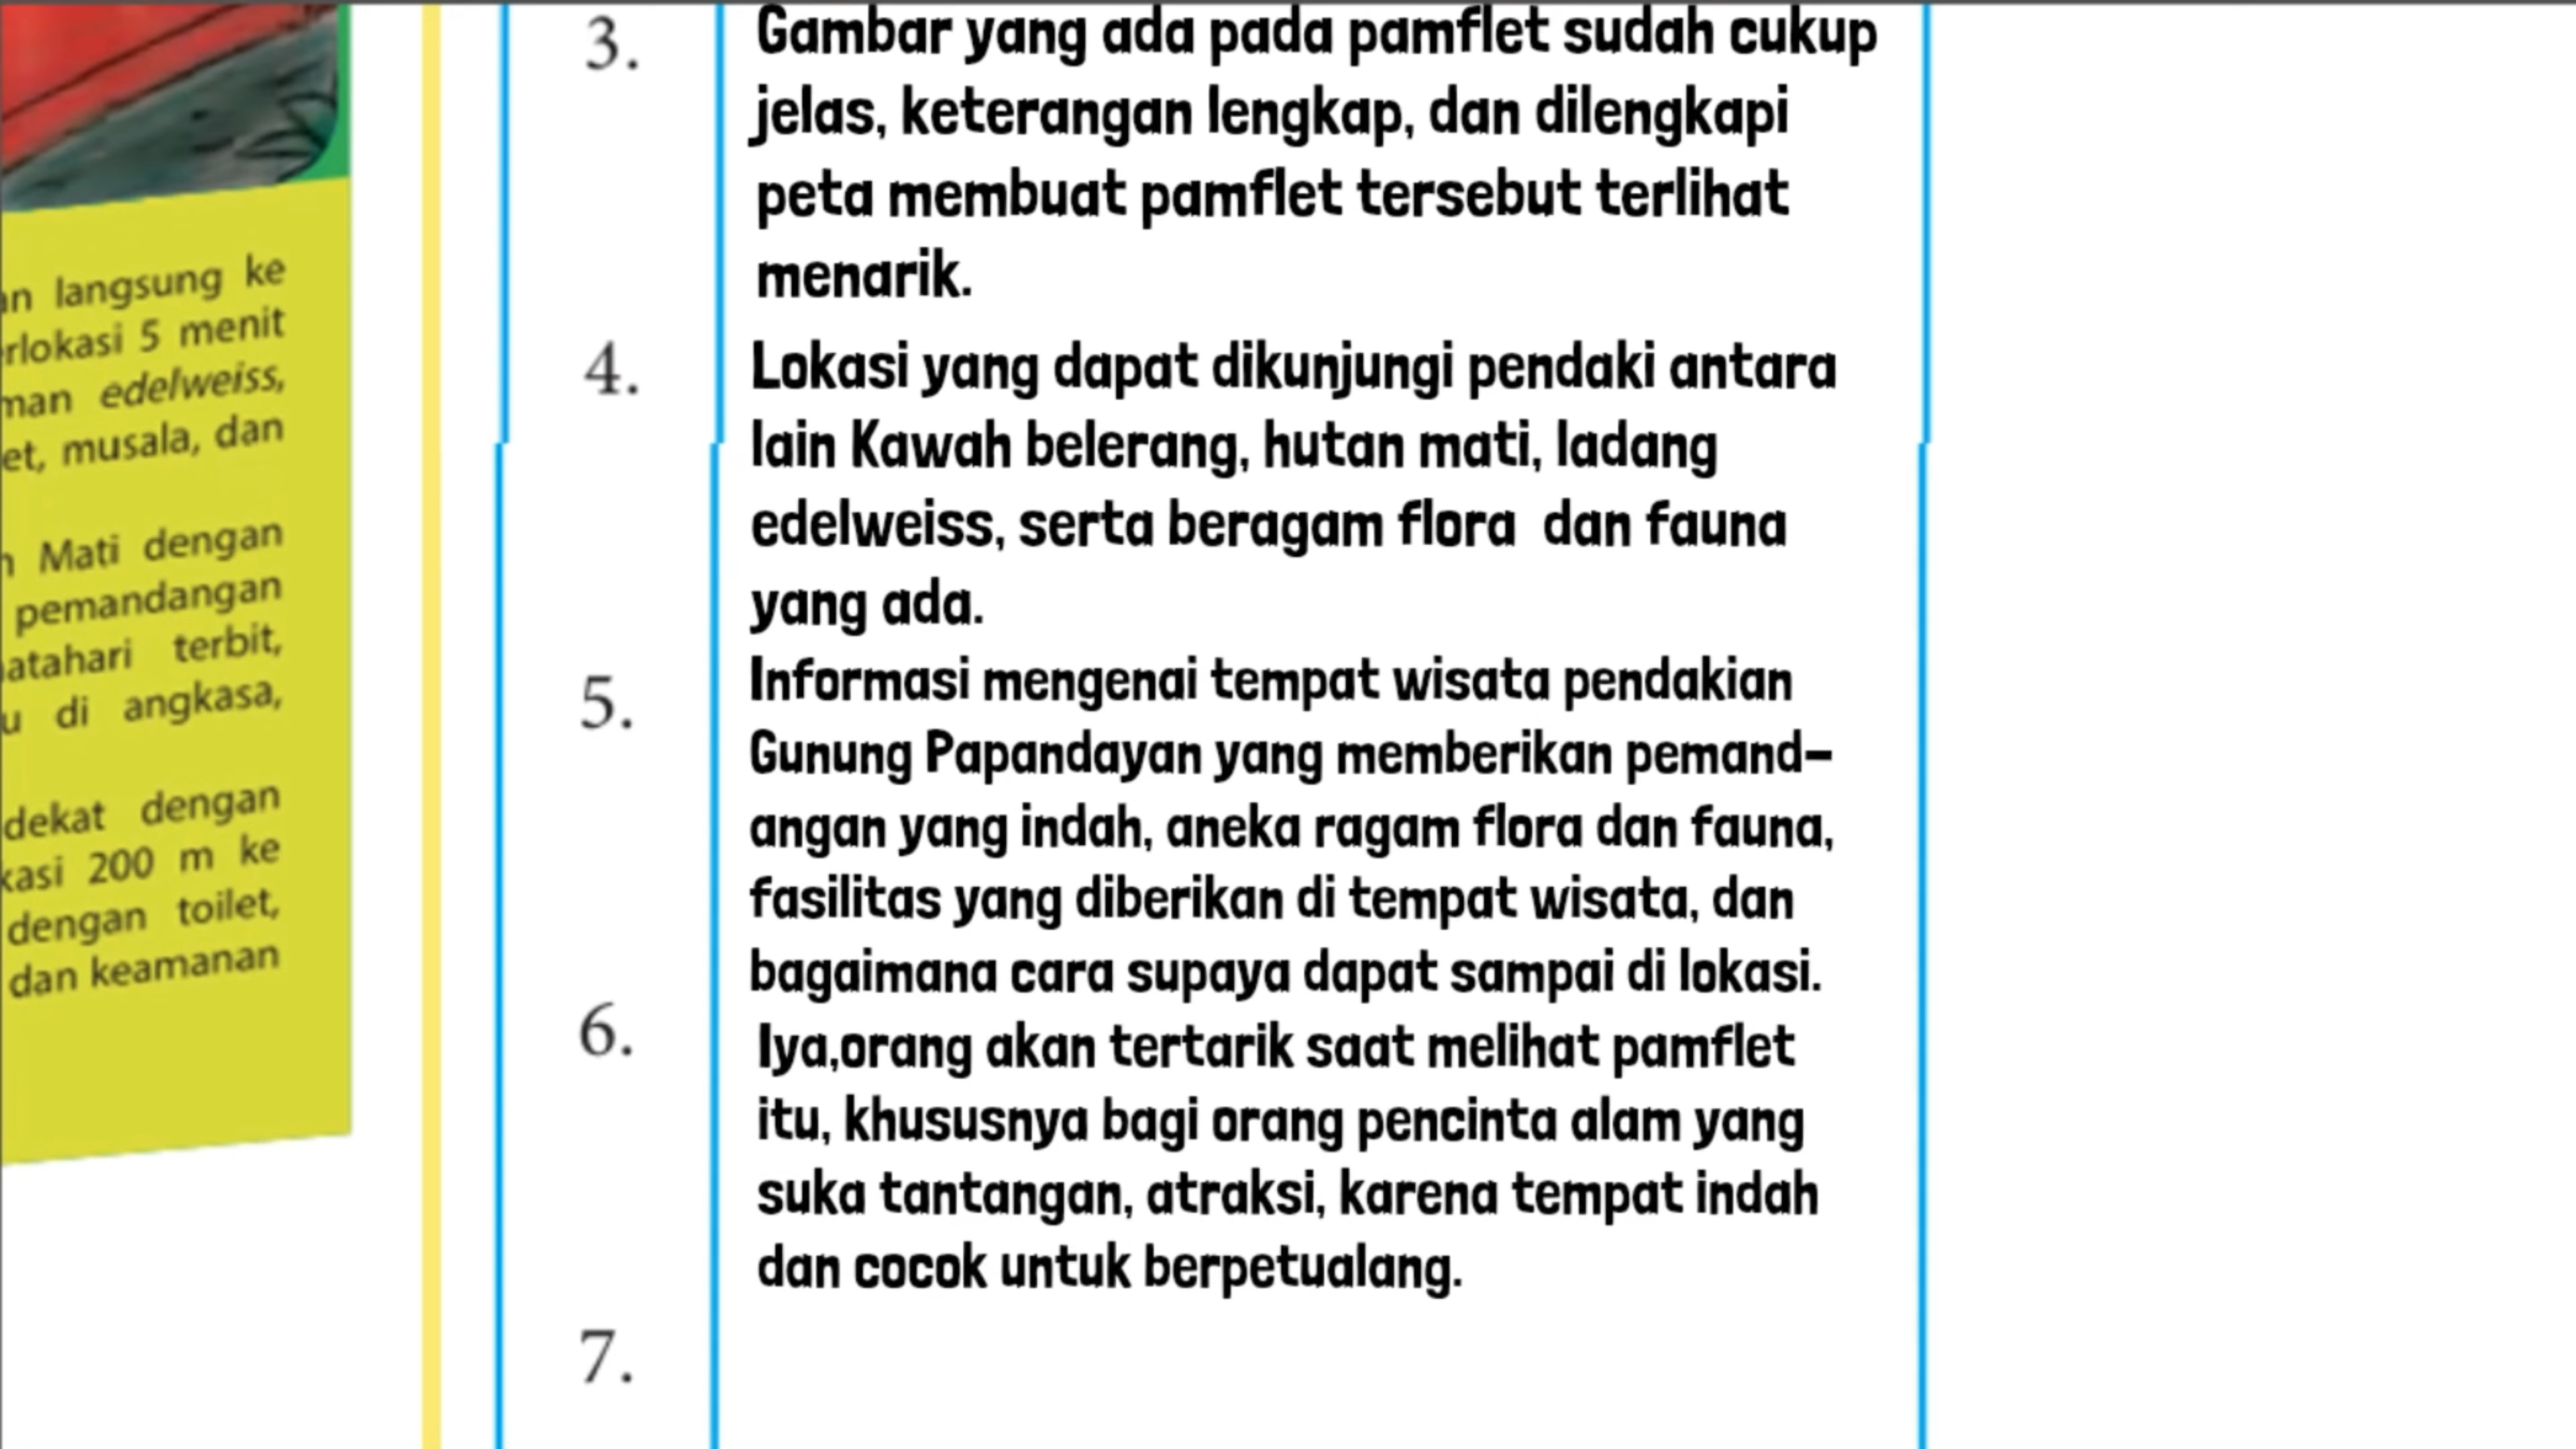 langsung ke
5 menit
edelweiss,
musala, dan
Mati dengan
pemandangan
terbit,
di angkasa,
dekat dengan
200 m ke
dengan toilet,
dan keamanan
3.
Gambar yang ada pada pamflet sudah cukup
jelas, keterangan lengkap, dan dilengkapi
peta membuat pamflet tersebut terlihat
menarik.
4.
Lokasi yang dapat dikunjungi pendaki antara
lain Kawah belerang, hutan mati, ladang
edelweiss, serta beragam flora  dan fauna
yang ada.
5.
Informasi mengenai tempat wisata pendakian
Gunung Papandayan yang memberikan pemand-
angan yang indah, aneka ragam flora dan fauna,
fasilitas yang diberikan di tempat wisata, dan
bagaimana cara supaya dapat sampai di lokasi.
6.
Iya,orang akan tertarik saat melihat pamflet
itu, khususnya bagi orang pencinta alam yang
suka tantangan, atraksi, karena tempat indah
dan cocok untuk berpetualang.
7.